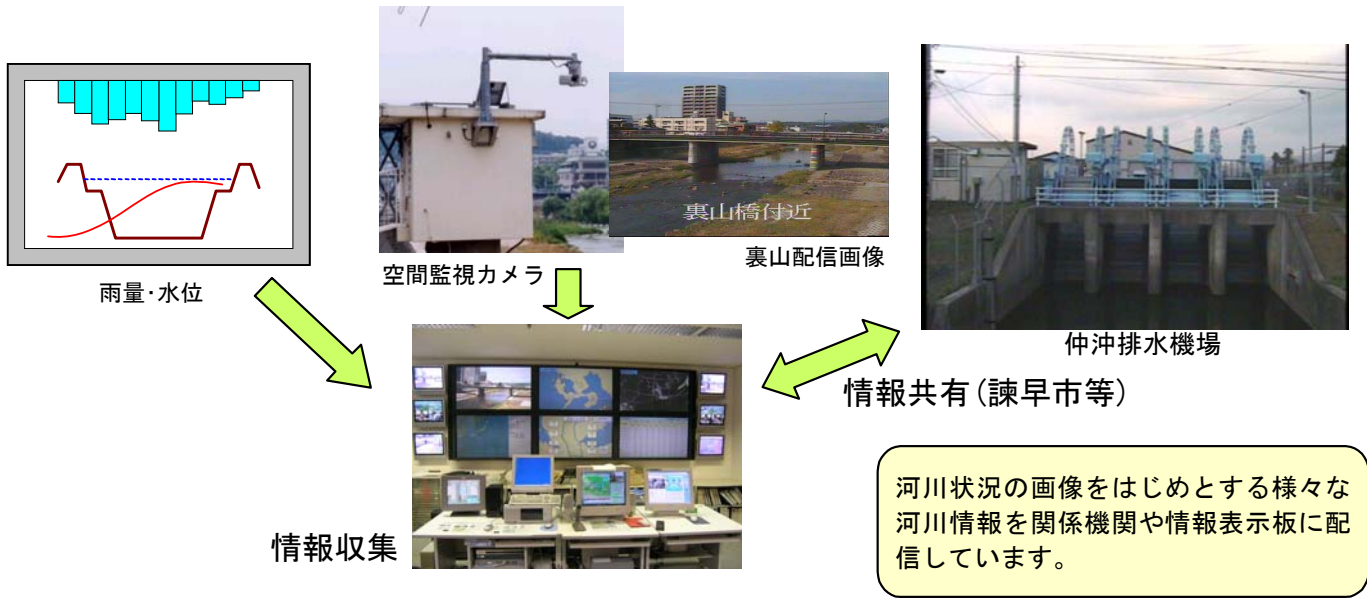 裏山橋付近
雨量･水位
空間監視カメラ
裏山配信画像
仲沖排水機場
情報共有(諫早市等)
情報収集
河川状況の画像をはじめとする様々な
河川情報を関係機関や情報表示板に配
信しています。